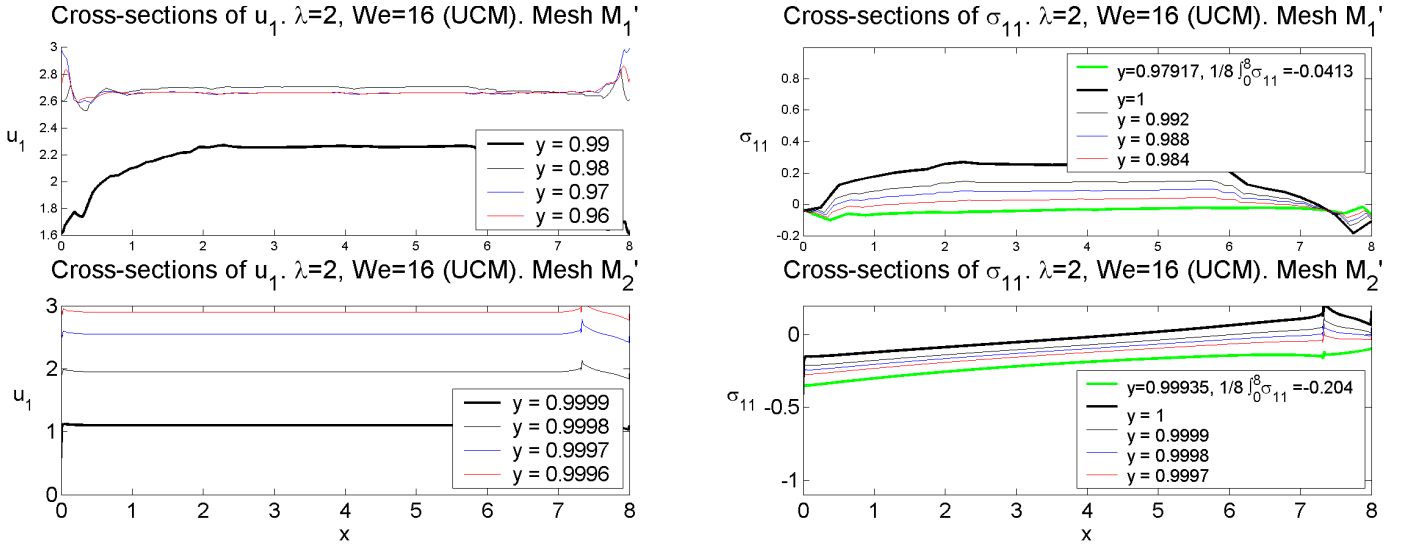 Cross-sections of u₁. λ=2, We=16 (UCM). Mesh M₁'
3
2.8
2.6
2.4
2.2
2
1.8
1.6
u₁
y = 0.99
y = 0.98
y = 0.97
y = 0.96
0 1 2 3 4 5 6 7 8
Cross-sections of σ₁₁. λ=2, We=16 (UCM). Mesh M₁'
0.8
0.6
0.4
0.2
0
-0.2
σ₁₁
y=0.97917, 1/8 ∫₀⁸σ₁₁ =-0.0413
y=1
y = 0.992
y = 0.988
y = 0.984
0 1 2 3 4 5 6 7 8
Cross-sections of u₁. λ=2, We=16 (UCM). Mesh M₂'
3
2
1
0
u₁
y = 0.9999
y = 0.9998
y = 0.9997
y = 0.9996
0 1 2 3 4 5 6 7 8
x
Cross-sections of σ₁₁. λ=2, We=16 (UCM). Mesh M₂'
0
-0.5
-1
σ₁₁
y=0.99935, 1/8 ∫₀⁸σ₁₁ =-0.204
y = 1
y = 0.9999
y = 0.9998
y = 0.9997
0 1 2 3 4 5 6 7 8
x